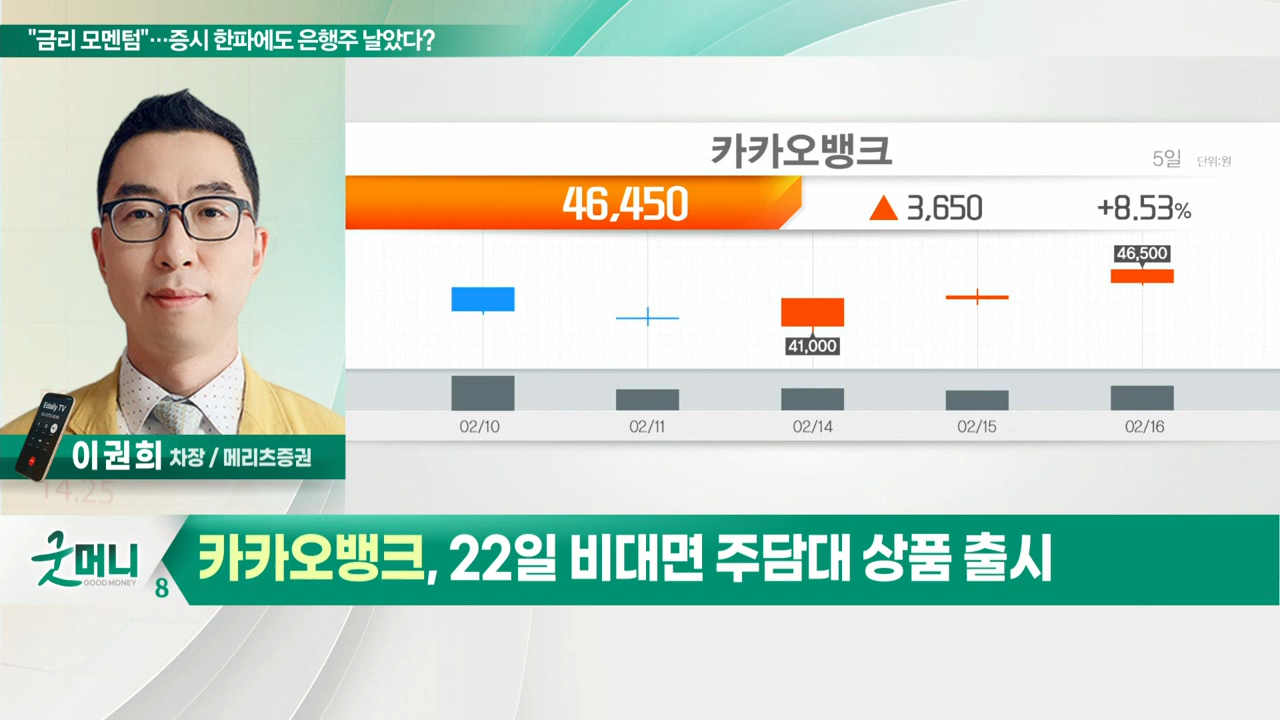 "금리 모멘텀"…증시 한파에도 은행주 날았다?
카카오뱅크
5일 단위:원
46,450 ▲ 3,650 +8.53%
46,500
41,000
02/10 02/11 02/14 02/15 02/16
Edaily TV
이권희 차장 / 메리츠증권
14.25
굿머니
GOOD MONEY
8
카카오뱅크, 22일 비대면 주담대 상품 출시